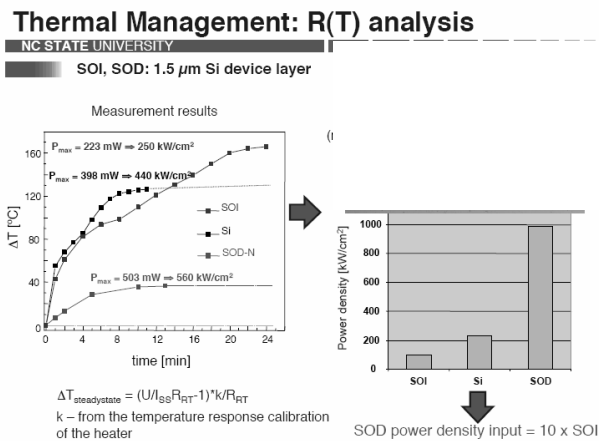 Thermal Management: R(T) analysis
NC STATE UNIVERSITY
SOI, SOD: 1.5 µm Si device layer
Measurement results
Pmax = 223 mW ⇒ 250 kW/cm²
Pmax = 398 mW ⇒ 440 kW/cm²
Pmax = 503 mW ⇒ 560 kW/cm²
SOI
Si
SOD-N
ΔT [°C]
160
120
80
40
0
0 4 8 12 16 20 24
time [min]
ΔTsteadystate = (U/ISSRRT-1)*k/RRT
k – from the temperature response calibration
of the heater
Power density [kW/cm²]
1000
800
600
400
200
0
SOI Si SOD
SOD power density input = 10 x SOI